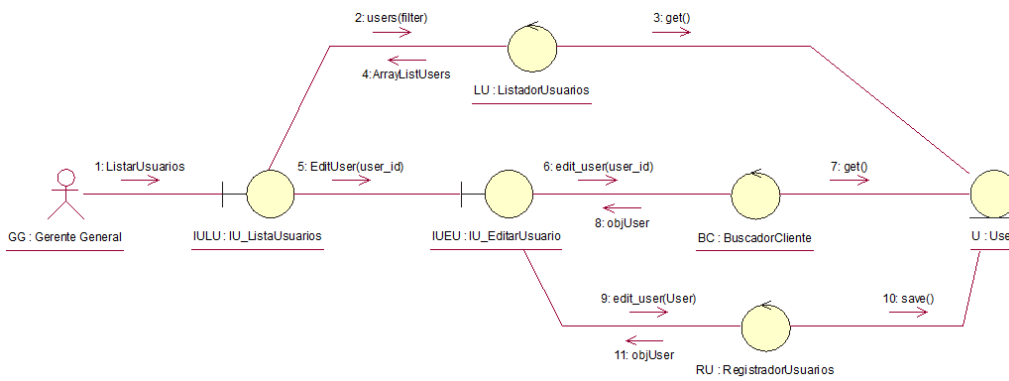 2: users(filter)
3: get()
4:ArrayListUsers
LU : ListadorUsuarios
1: ListarUsuarios
5: EditUser(user_id)
6: edit_user(user_id)
7: get()
8: objUser
GG : Gerente General
IULU : IU_ListaUsuarios
IUEU : IU_EditarUsuario
BC : BuscadorCliente
U : Use
9: edit_user(User)
10: save()
11: objUser
RU : RegistradorUsuarios